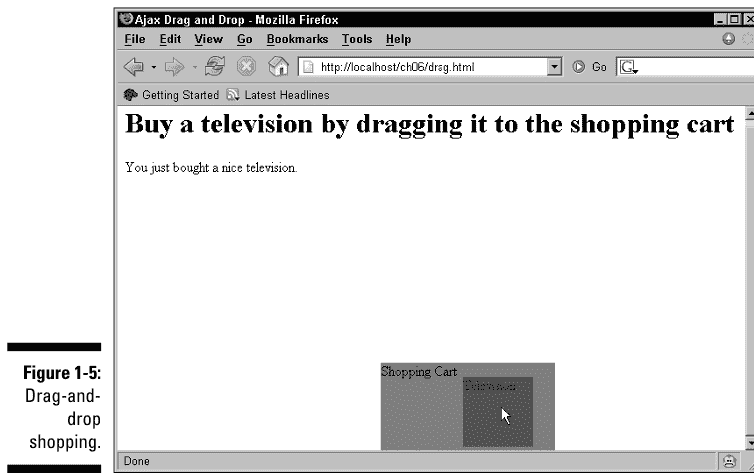 Ajax Drag and Drop - Mozilla Firefox
File Edit View Go Bookmarks Tools Help
http://localhost/ch06/drag.html Go G
Getting Started Latest Headlines
Buy a television by dragging it to the shopping cart
You just bought a nice television.
Shopping Cart
Television
Figure 1-5:
Drag-and-
drop
shopping.
Done